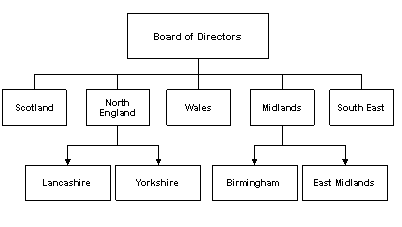 Board of Directors
Scotland
North
England
Wales
Midlands
South East
Lancashire
Yorkshire
Birmingham
East Midlands